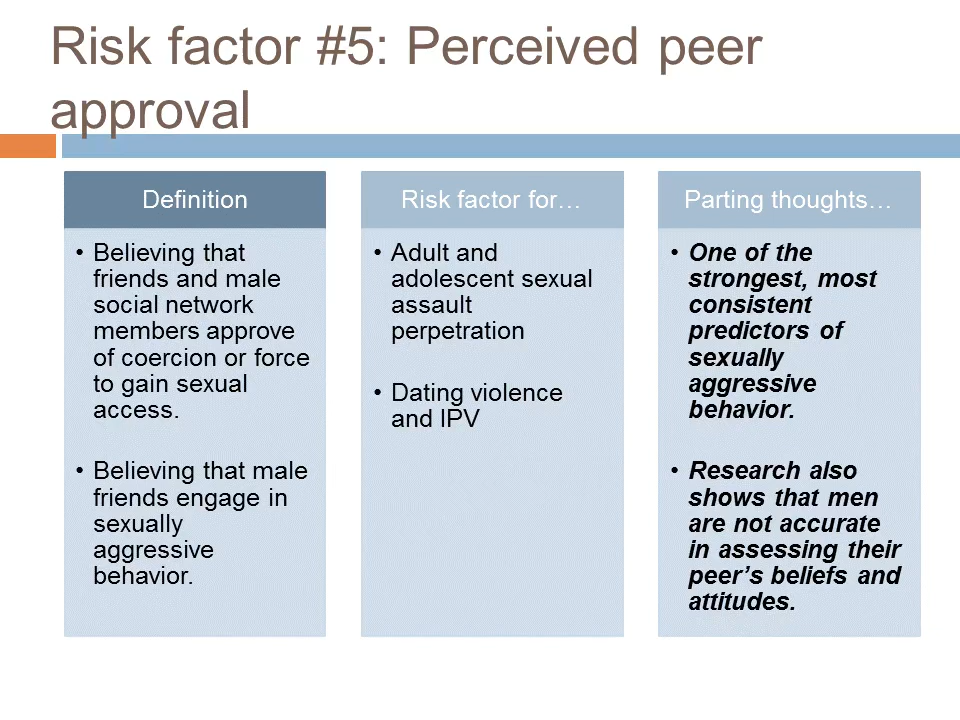 Risk factor #5: Perceived peer
approval
Definition
• Believing that
friends and male
social network
members approve
of coercion or force
to gain sexual
access.
• Believing that male
friends engage in
sexually
aggressive
behavior.
Risk factor for…
• Adult and
adolescent sexual
assault
perpetration
• Dating violence
and IPV
Parting thoughts…
• One of the
strongest, most
consistent
predictors of
sexually
aggressive
behavior.
• Research also
shows that men
are not accurate
in assessing their
peer’s beliefs and
attitudes.